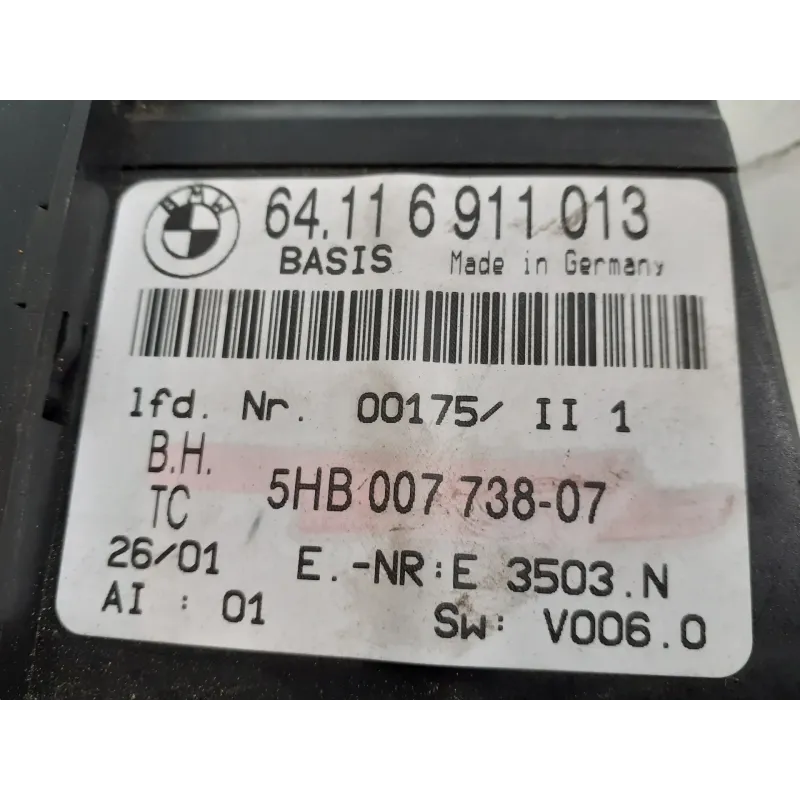 BMW 64.11 6 911 013
BASIS Made in Germany
lfd. Nr. 00175/ II 1
B.H.
TC 5HB 007 738-07
26/01 E.-NR:E 3503.N
AI : 01 SW: V006.0